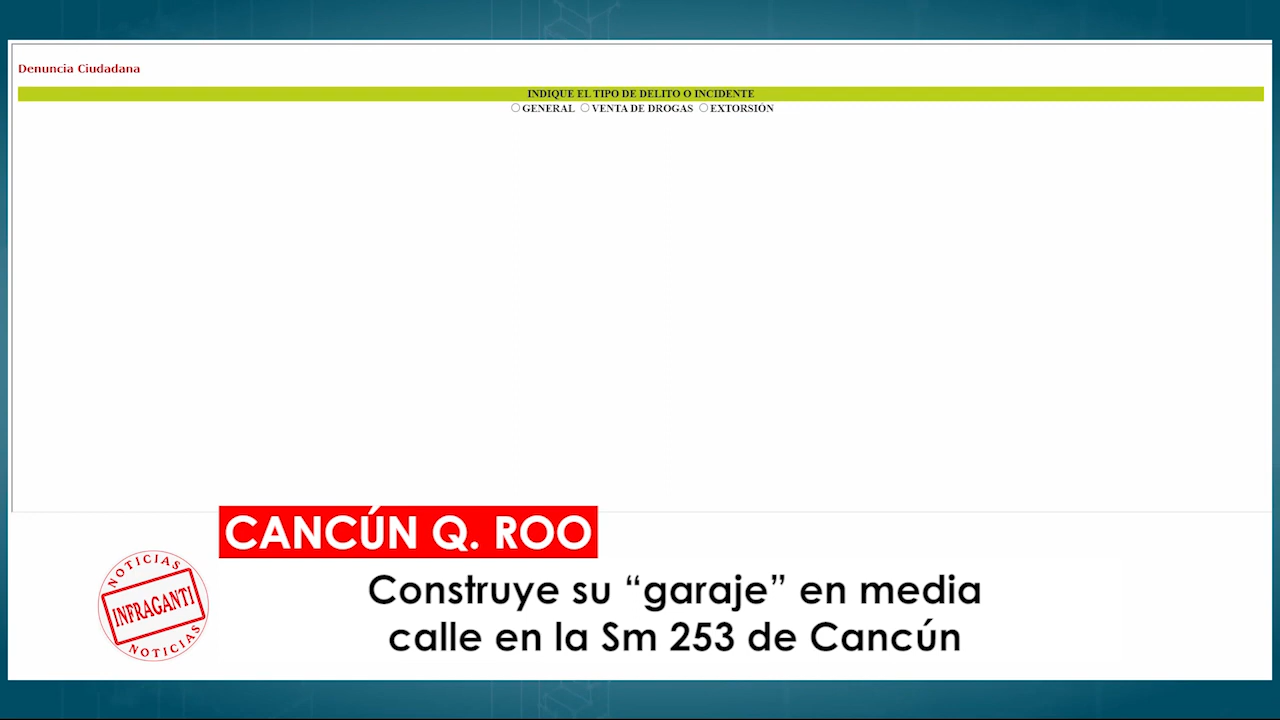 Denuncia Ciudadana
INDIQUE EL TIPO DE DELITO O INCIDENTE
GENERAL VENTA DE DROGAS EXTORSIÓN
CANCÚN Q. ROO
Construye su “garaje” en media
calle en la Sm 253 de Cancún
NOTICIAS
INFRAGANTI
NOTICIAS